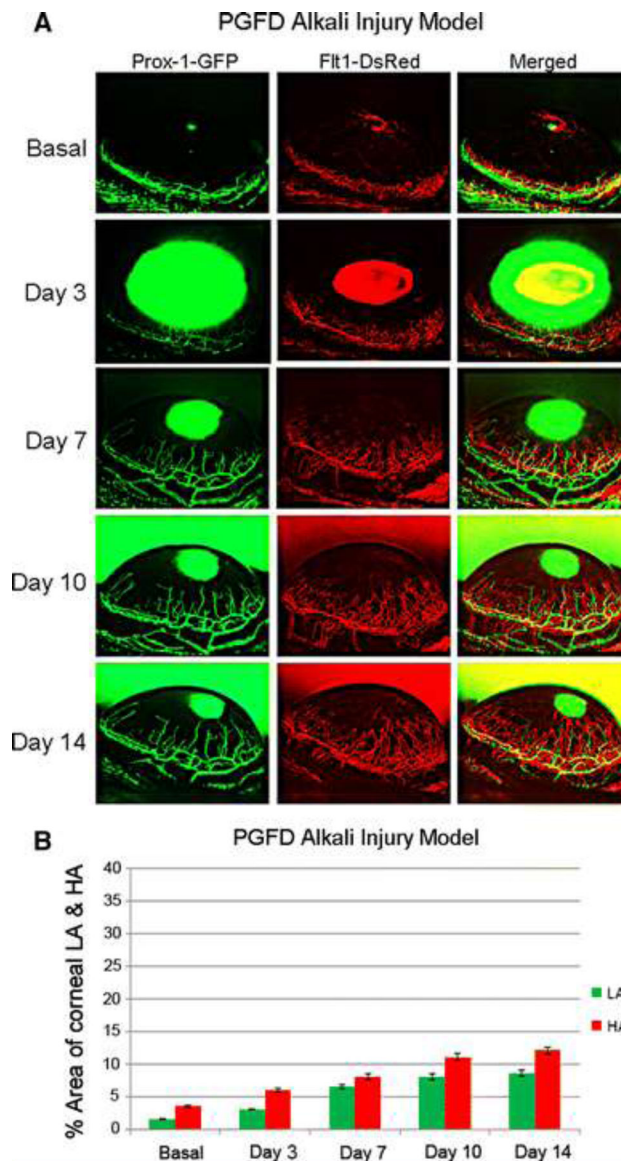 A
PGFD Alkali Injury Model
Prox-1-GFP Flt1-DsRed Merged
Basal
Day 3
Day 7
Day 10
Day 14
B
PGFD Alkali Injury Model
% Area of corneal LA & HA
40
35
30
25
20
15
10
5
0
LA
HA
Basal Day 3 Day 7 Day 10 Day 14